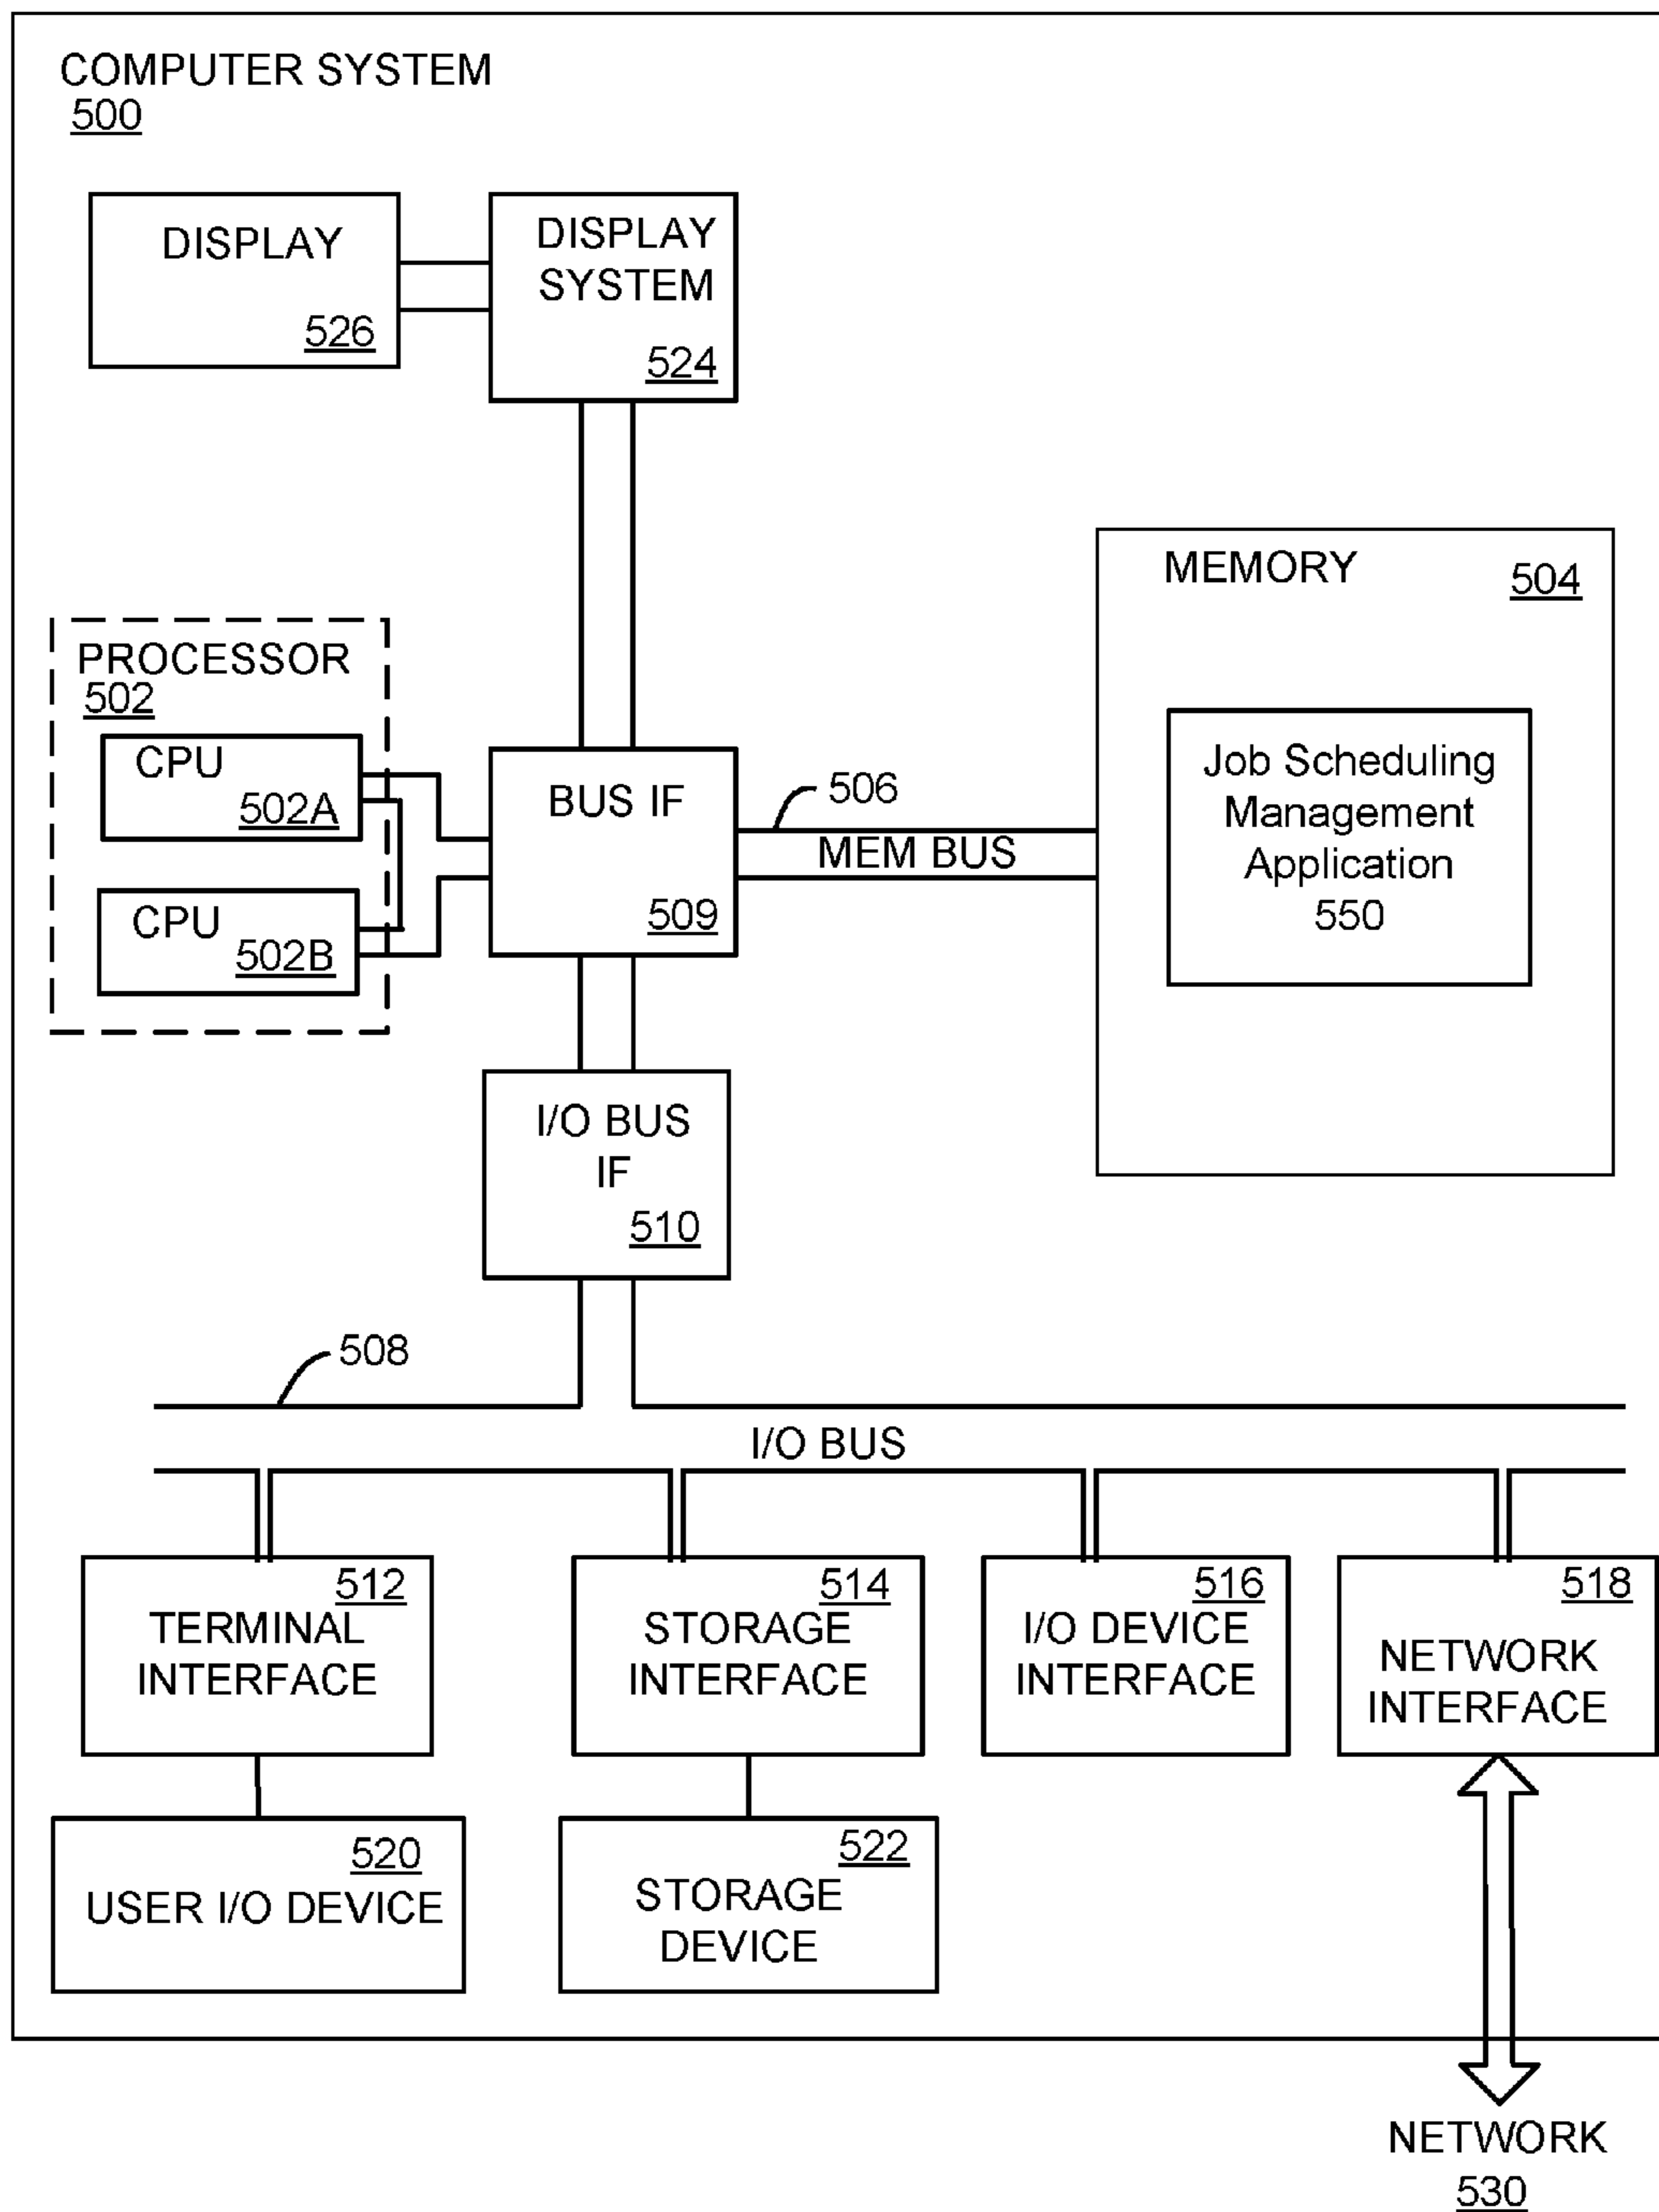 COMPUTER SYSTEM
500
DISPLAY
526
DISPLAY
SYSTEM
524
MEMORY
504
PROCESSOR
502
CPU
502A
CPU
502B
BUS IF
509
506
MEM BUS
Job Scheduling
Management
Application
550
I/O BUS
IF
510
508
I/O BUS
512
TERMINAL
INTERFACE
514
STORAGE
INTERFACE
516
I/O DEVICE
INTERFACE
518
NETWORK
INTERFACE
520
USER I/O DEVICE
522
STORAGE
DEVICE
NETWORK
530